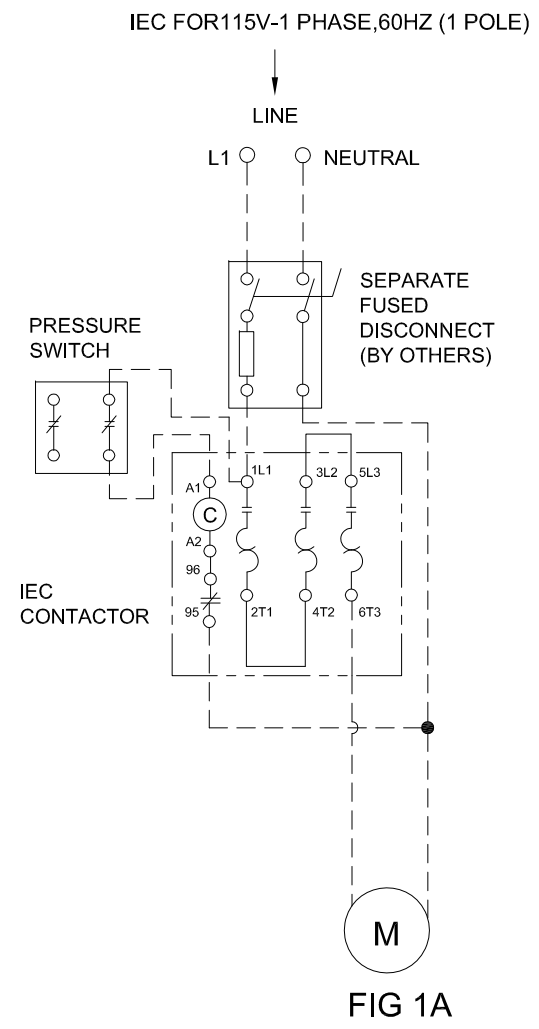 IEC FOR115V-1 PHASE,60HZ (1 POLE)
LINE
L1
NEUTRAL
SEPARATE
FUSED
DISCONNECT
(BY OTHERS)
PRESSURE
SWITCH
1L1
3L2
5L3
A1
C
A2
96
95
IEC
CONTACTOR
2T1
4T2
6T3
M
FIG 1A